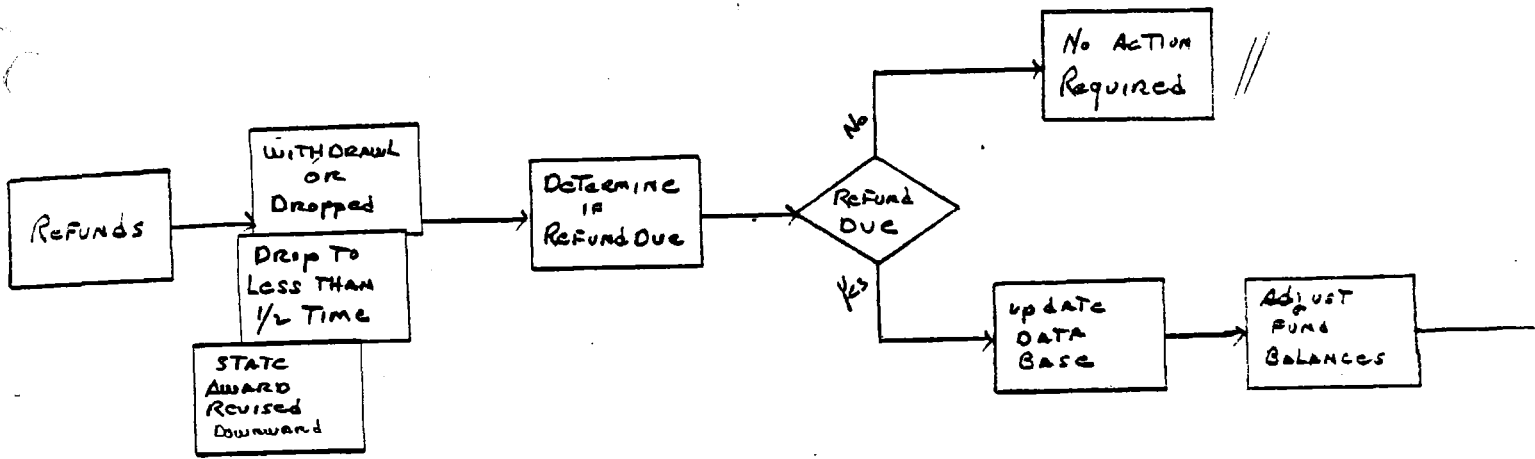 REFUNDS
WITHDRAWL
OR
Dropped
DROP TO
LESS THAN
1/2 TIME
STATE
AWARD
REVISED
DOWNWARD
DETERMINE
IF
REFUND DUE
REFUND
DUE
No
No ACTION
REQUIRED
Yes
UPDATE
DATA
BASE
ADJUST
FUND
BALANCES